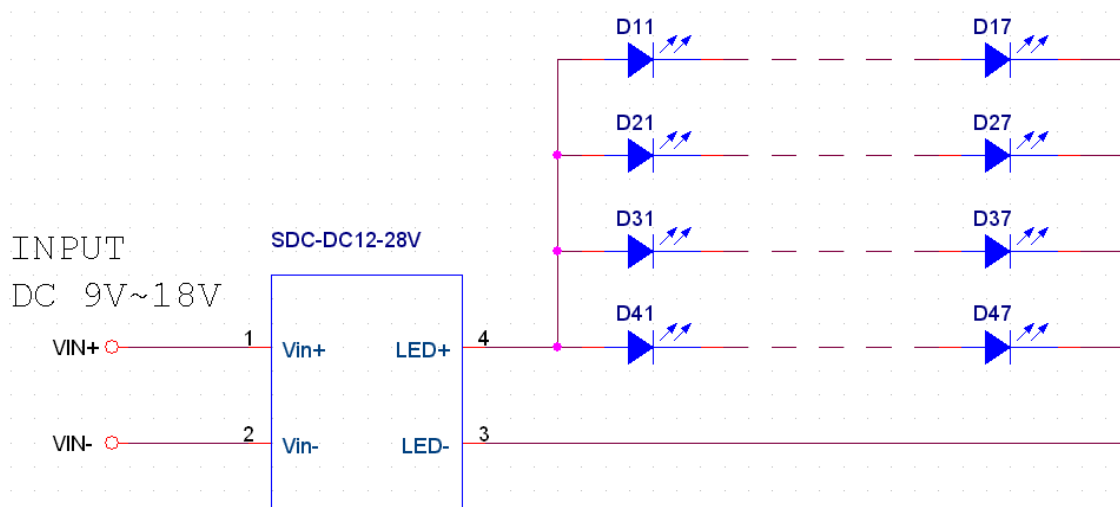 D11 D17
D21 D27
D31 D37
SDC-DC12-28V
INPUT
DC 9V~18V
D41 D47
VIN+ 1 Vin+ LED+ 4
VIN- 2 Vin- LED- 3